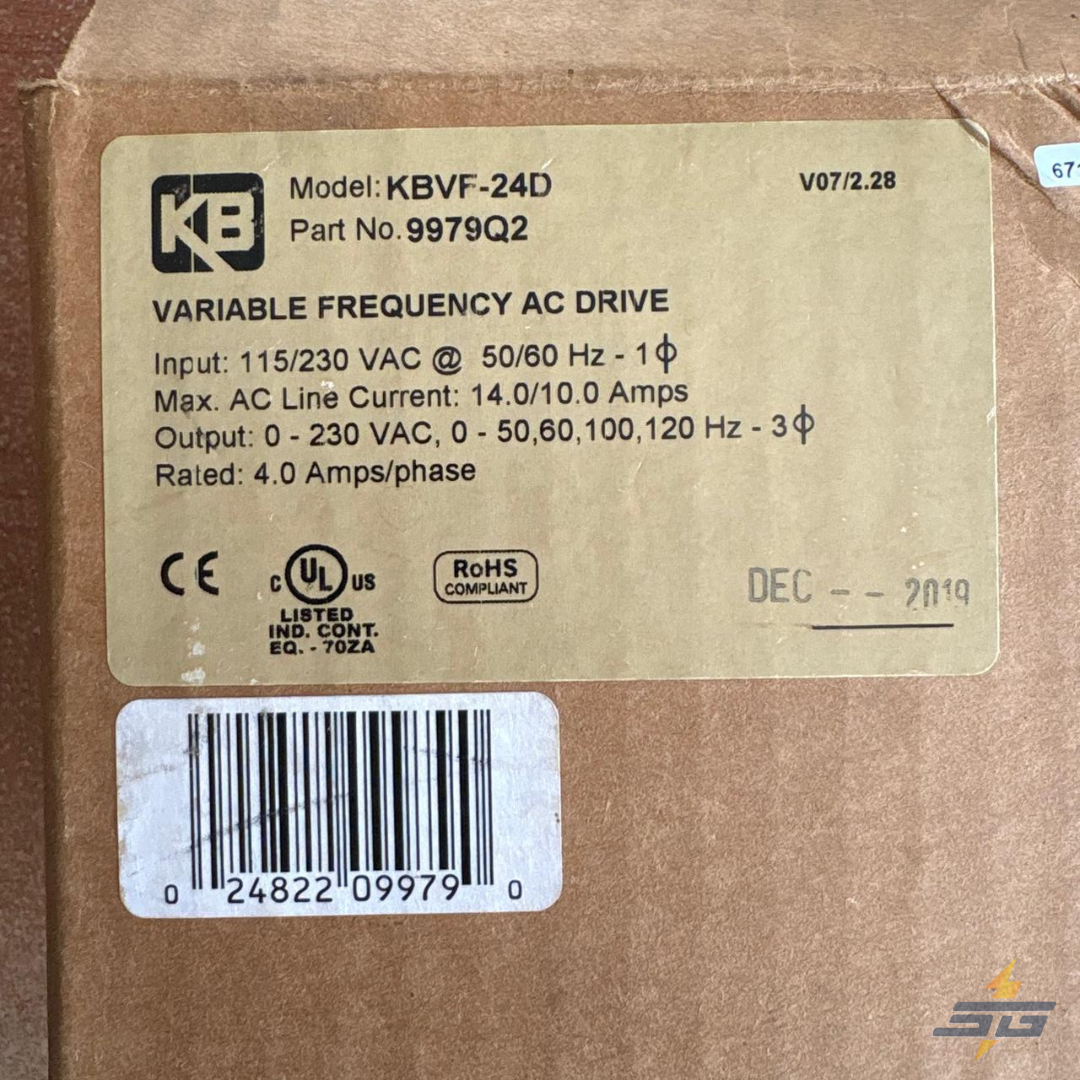 KB
Model: KBVF-24D
V07/2.28
Part No. 9979Q2
VARIABLE FREQUENCY AC DRIVE
Input: 115/230 VAC @ 50/60 Hz - 1ϕ
Max. AC Line Current: 14.0/10.0 Amps
Output: 0 - 230 VAC, 0 - 50,60,100,120 Hz - 3ϕ
Rated: 4.0 Amps/phase
CE
C UL US
LISTED
IND. CONT.
EQ. - 70ZA
RoHS
COMPLIANT
DEC -- 2019
0 24822 09979 0
SG